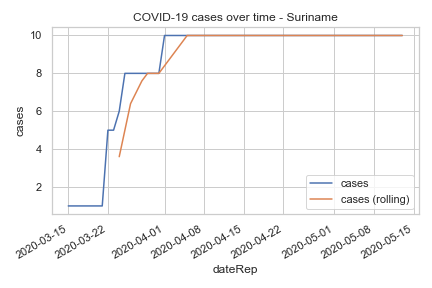 COVID-19 cases over time - Suriname
cases
10
8
6
4
2
cases
cases (rolling)
2020-03-15
2020-03-22
2020-04-01
2020-04-08
2020-04-15
2020-04-22
2020-05-01
2020-05-08
2020-05-15
dateRep